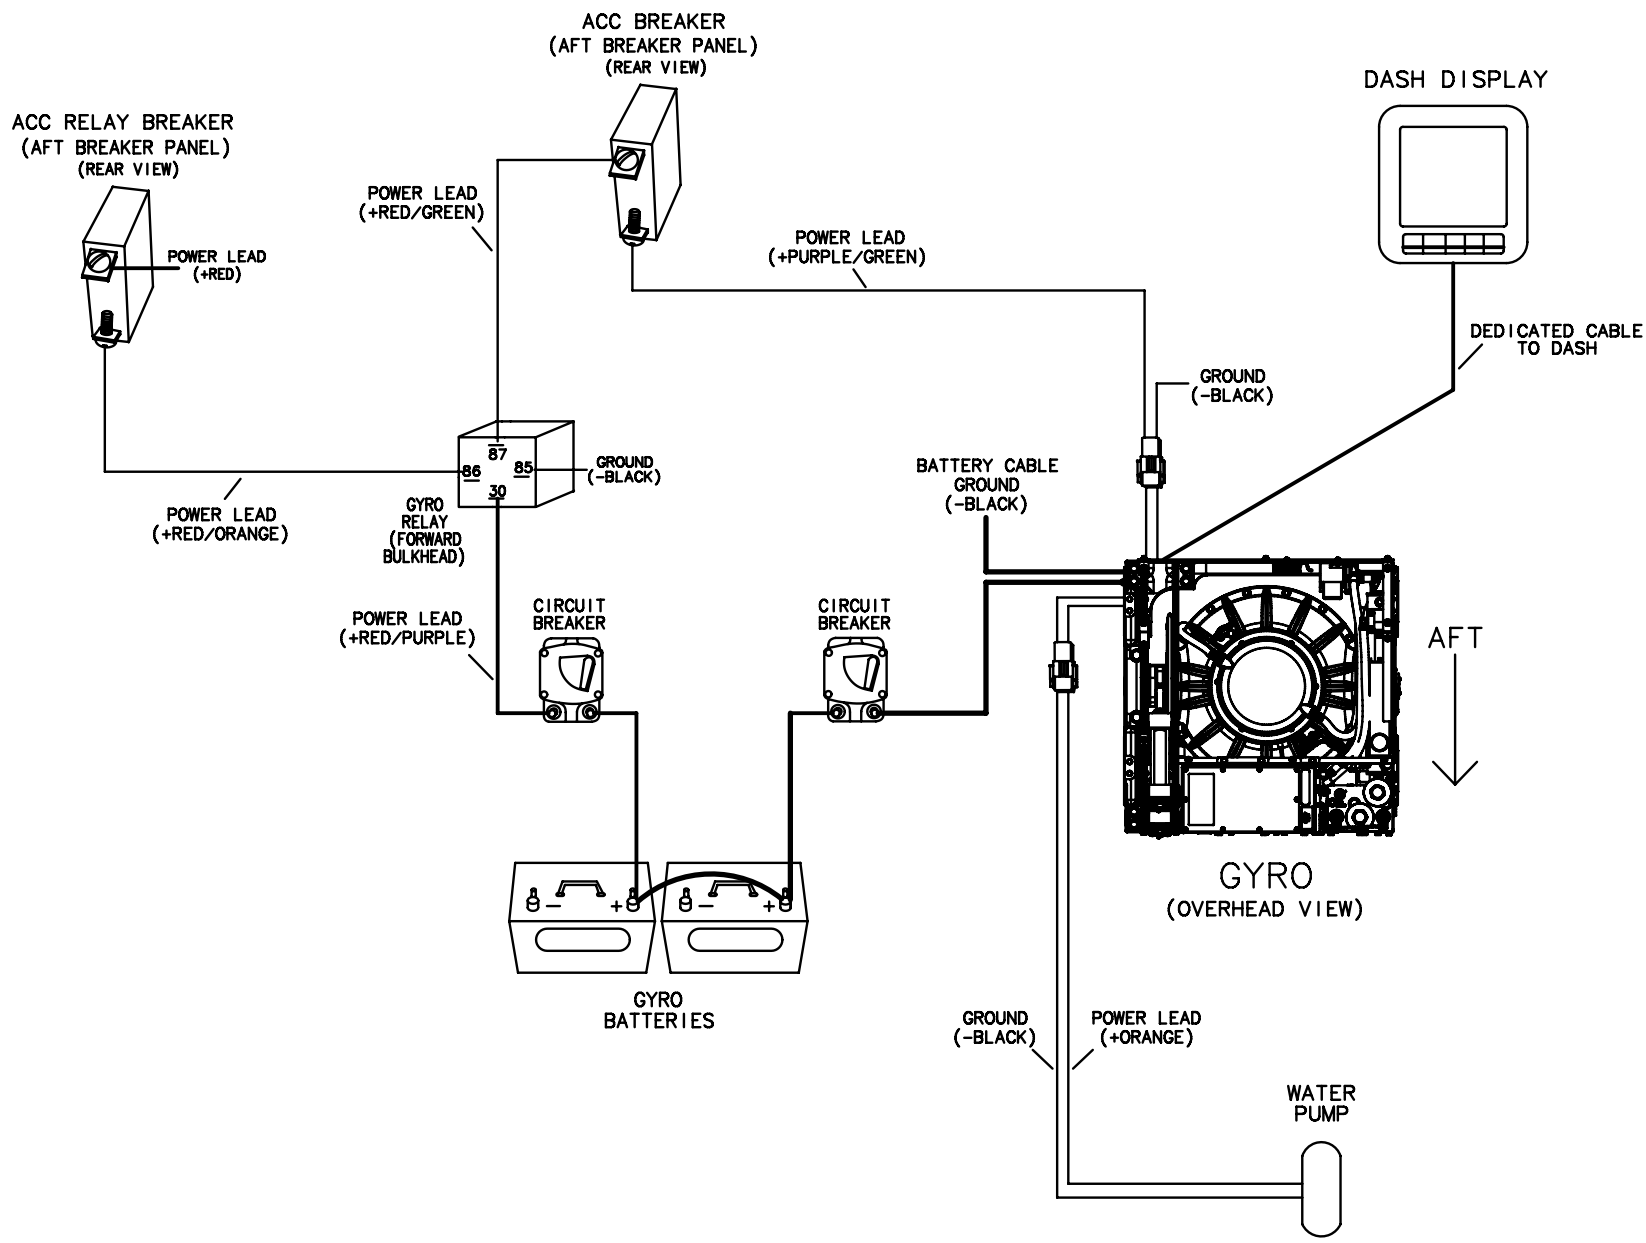 ACC BREAKER
(AFT BREAKER PANEL)
(REAR VIEW)
DASH DISPLAY
ACC RELAY BREAKER
(AFT BREAKER PANEL)
(REAR VIEW)
POWER LEAD
(+RED/GREEN)
POWER LEAD
(+RED)
POWER LEAD
(+PURPLE/GREEN)
DEDICATED CABLE
TO DASH
GROUND
(-BLACK)
87
86
85
30
GROUND
(-BLACK)
BATTERY CABLE
GROUND
(-BLACK)
POWER LEAD
(+RED/ORANGE)
GYRO
RELAY
(FORWARD
BULKHEAD)
CIRCUIT
BREAKER
CIRCUIT
BREAKER
POWER LEAD
(+RED/PURPLE)
AFT
GYRO
(OVERHEAD VIEW)
- +
- +
GYRO
BATTERIES
GROUND
(-BLACK)
POWER LEAD
(+ORANGE)
WATER
PUMP